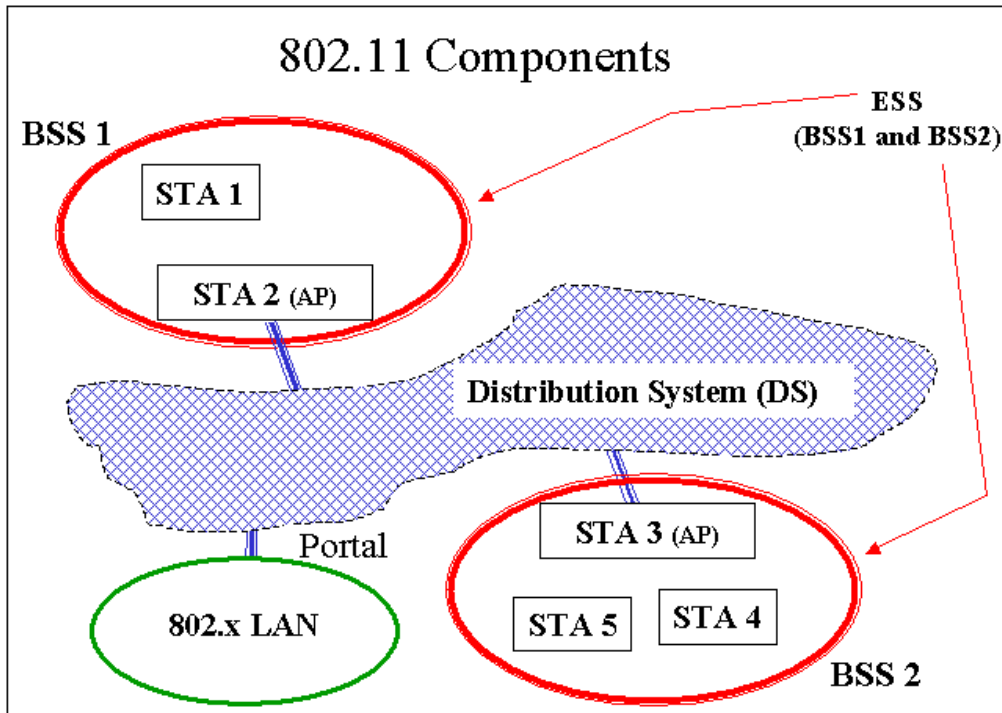 802.11 Components
ESS
(BSS1 and BSS2)
BSS 1
STA 1
STA 2 (AP)
Distribution System (DS)
STA 3 (AP)
Portal
802.x LAN
STA 5
STA 4
BSS 2